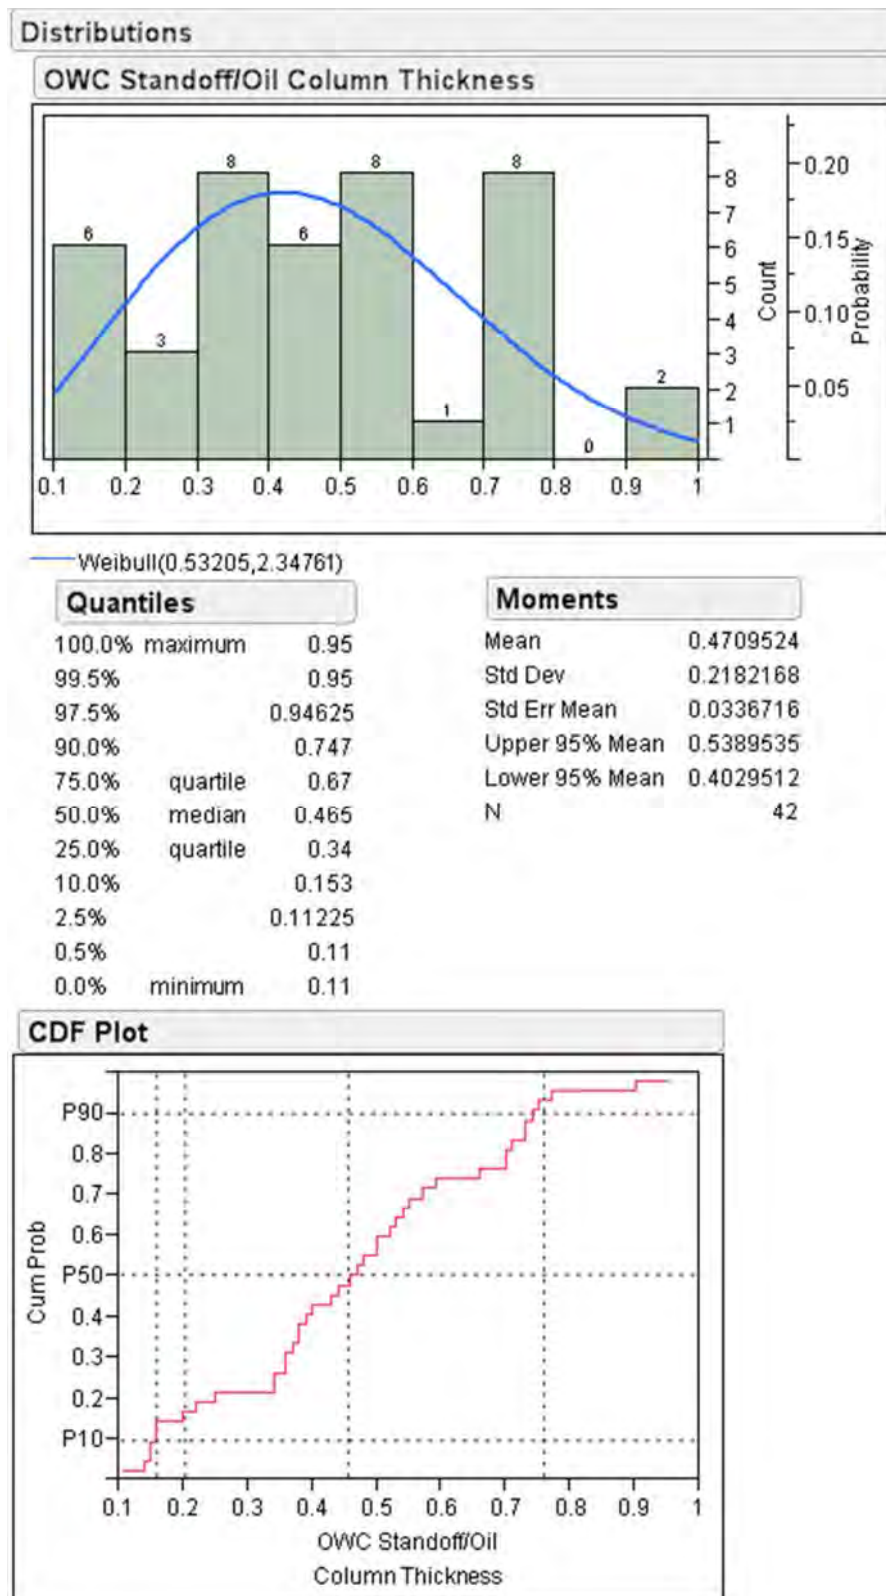 Distributions
OWC Standoff/Oil Column Thickness
6
3
8
6
8
1
8
0
2
8
7
6
5
4
3
2
1
Count
0.20
0.15
0.10
0.05
Probability
0.1 0.2 0.3 0.4 0.5 0.6 0.7 0.8 0.9 1
Weibull(0.53205,2.34761)
Quantiles
100.0% maximum 0.95
99.5% 0.95
97.5% 0.94625
90.0% 0.747
75.0% quartile 0.67
50.0% median 0.465
25.0% quartile 0.34
10.0% 0.153
2.5% 0.11225
0.5% 0.11
0.0% minimum 0.11
Moments
Mean 0.4709524
Std Dev 0.2182168
Std Err Mean 0.0336716
Upper 95% Mean 0.5389535
Lower 95% Mean 0.4029512
N 42
CDF Plot
Cum Prob
P90
0.8
0.7
0.6
P50
0.4
0.3
0.2
P10
0.1 0.2 0.3 0.4 0.5 0.6 0.7 0.8 0.9 1
OWC Standoff/Oil
Column Thickness